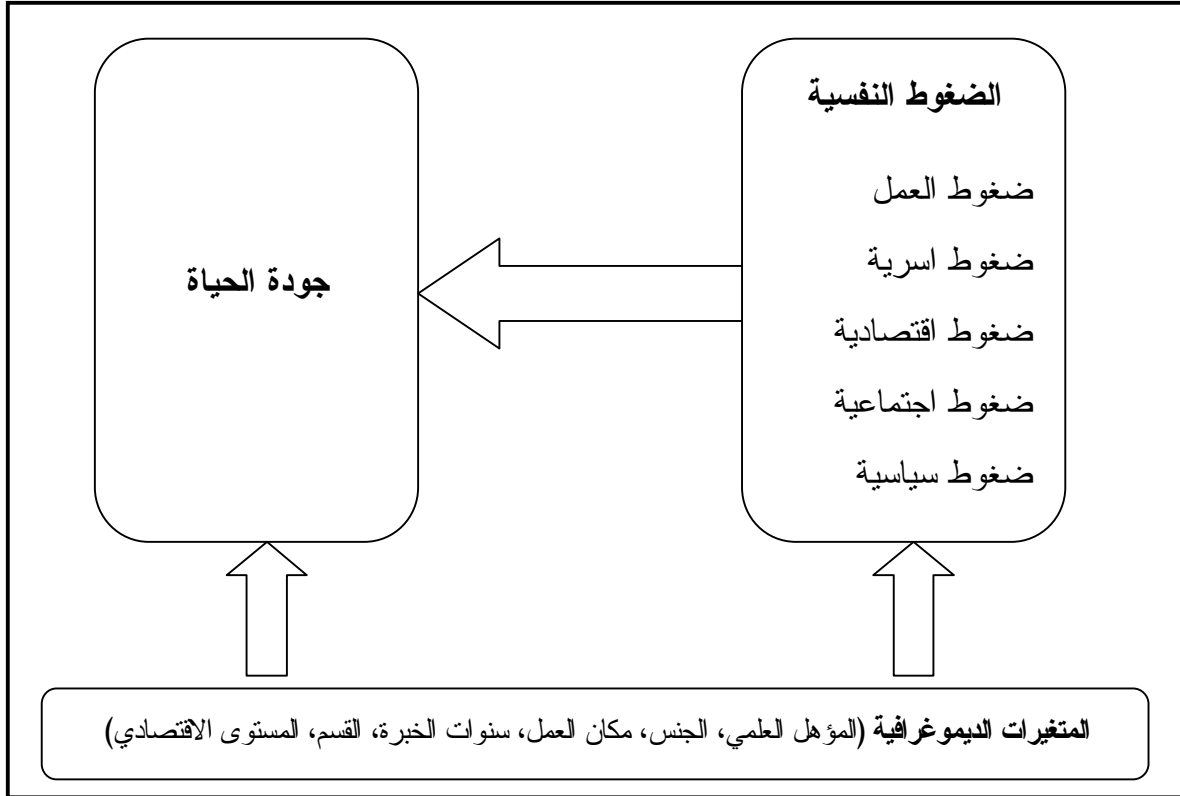 الضغوط النفسية
ضغوط العمل
ضغوط اسرية
ضغوط اقتصادية
ضغوط اجتماعية
ضغوط سياسية
جودة الحياة
المتغيرات الديموغرافية (المؤهل العلمي، الجنس، مكان العمل، سنوات الخبرة، القسم، المستوى الاقتصادي)